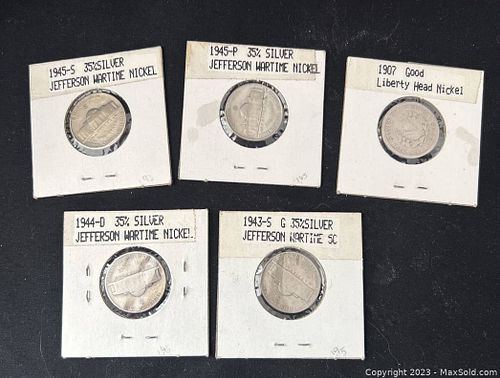 1945-S 35%SILVER
JEFFERSON WARTIME NICKEL
1945-P 35% SILVER
JEFFERSON WARTIME NICKEL
1907 Good
Liberty Head Nickel
1944-D 35% SILVER
JEFFERSON WARTIME NICKEL
1943-S G 35%SILVER
JEFFERSON WARTIME 5C
Copyright 2023 - MaxSold.com